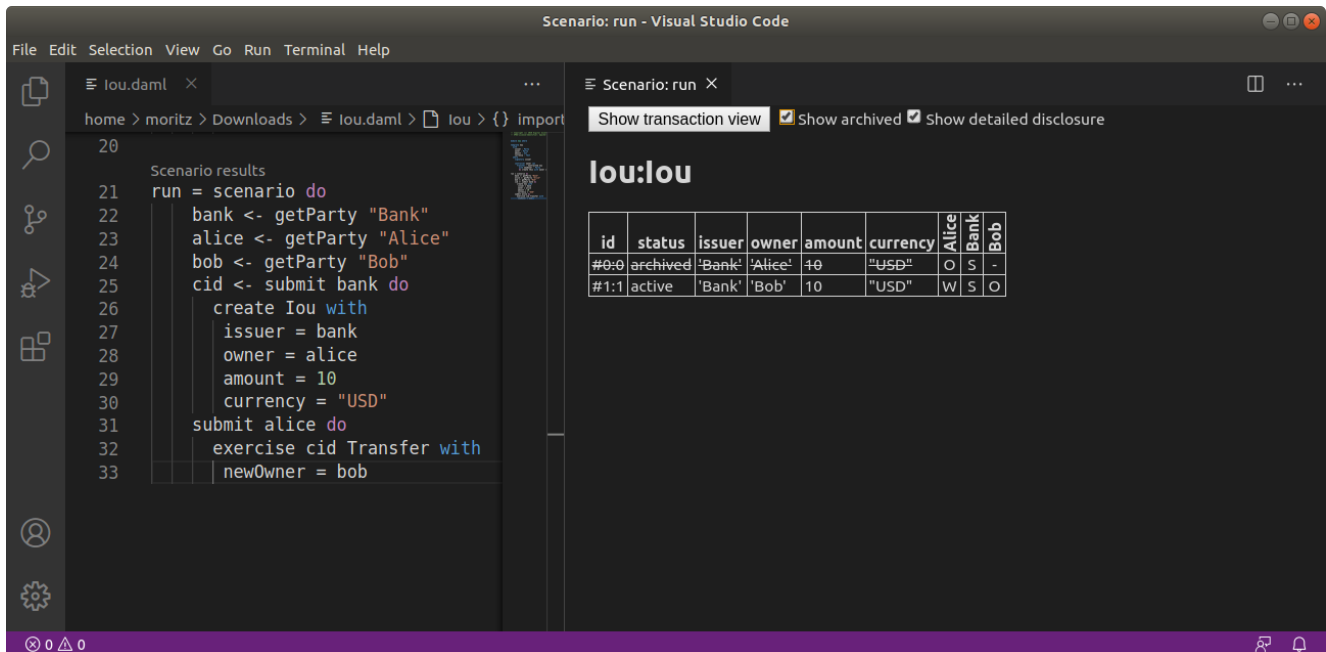 Scenario: run - Visual Studio Code
File Edit Selection View Go Run Terminal Help
Iou.daml
home > moritz > Downloads > Iou.daml > Iou > {} import
20
Scenario results
21 run = scenario do
22 bank <- getParty "Bank"
23 alice <- getParty "Alice"
24 bob <- getParty "Bob"
25 cid <- submit bank do
26 create Iou with
27 issuer = bank
28 owner = alice
29 amount = 10
30 currency = "USD"
31 submit alice do
32 exercise cid Transfer with
33 newOwner = bob
Scenario: run
Show transaction view Show archived Show detailed disclosure
Iou:Iou
id status issuer owner amount currency Alice Bank Bob
#0:0 archived 'Bank' 'Alice' 10 "USD" O S -
#1:1 active 'Bank' 'Bob' 10 "USD" W S O
0 0